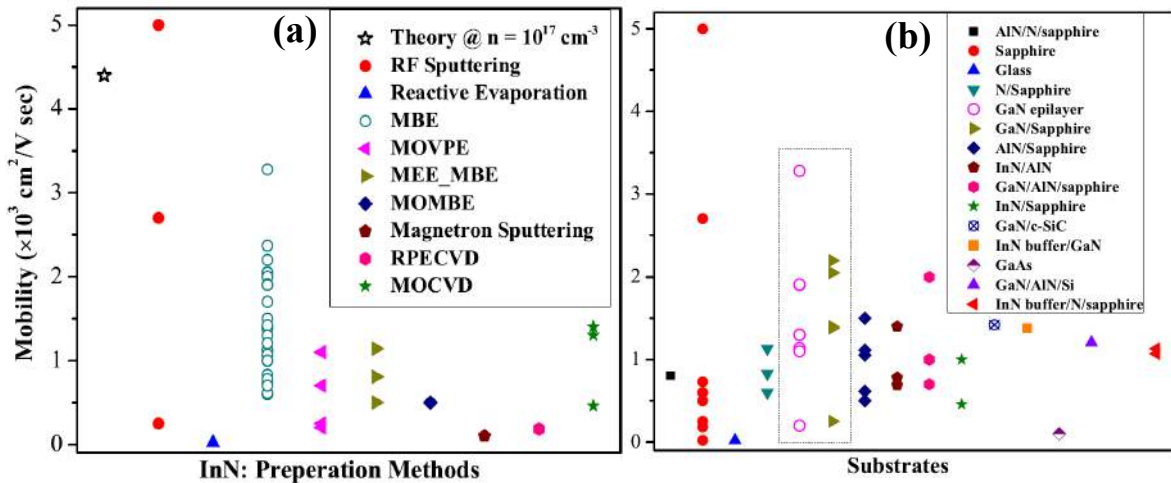 (a)
Mobility (×10³ cm²/V sec)
5
4
3
2
1
0
Theory @ n = 10¹⁷ cm⁻³
RF Sputtering
Reactive Evaporation
MBE
MOVPE
MEE_MBE
MOMBE
Magnetron Sputtering
RPECVD
MOCVD
InN: Preperation Methods
(b)
5
4
3
2
1
0
AlN/N/sapphire
Sapphire
Glass
N/Sapphire
GaN epilayer
GaN/Sapphire
AlN/Sapphire
InN/AlN
GaN/AlN/sapphire
InN/Sapphire
GaN/c-SiC
InN buffer/GaN
GaAs
GaN/AlN/Si
InN buffer/N/sapphire
Substrates